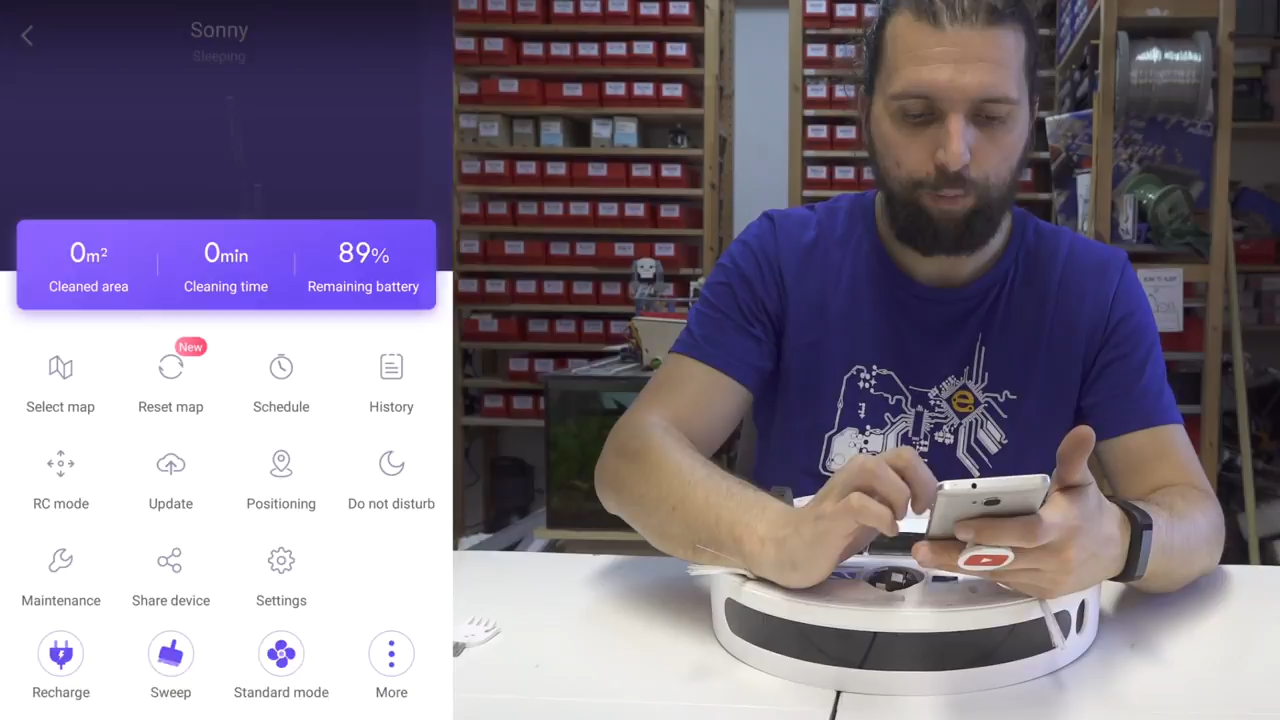 Sonny
Sleeping
0m² 0min 89%
Cleaned area Cleaning time Remaining battery
New
Select map Reset map Schedule History
RC mode Update Positioning Do not disturb
Maintenance Share device Settings
Recharge Sweep Standard mode More
e